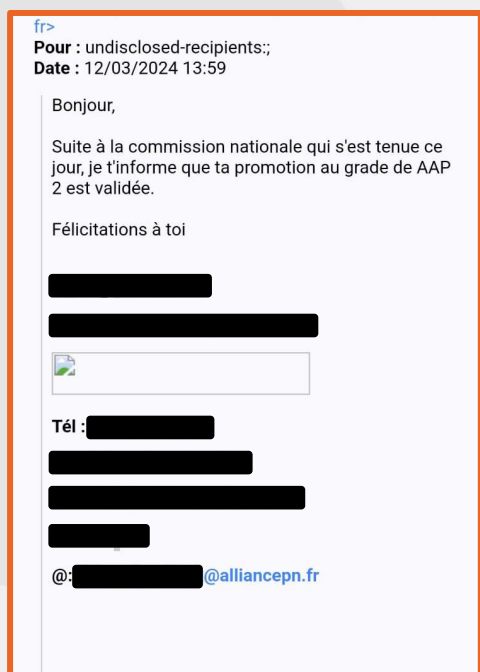 fr>
Pour : undisclosed-recipients:;
Date : 12/03/2024 13:59
Bonjour,
Suite à la commission nationale qui s'est tenue ce
jour, je t'informe que ta promotion au grade de AAP
2 est validée.
Félicitations à toi
Tél :
@:
@alliancepn.fr